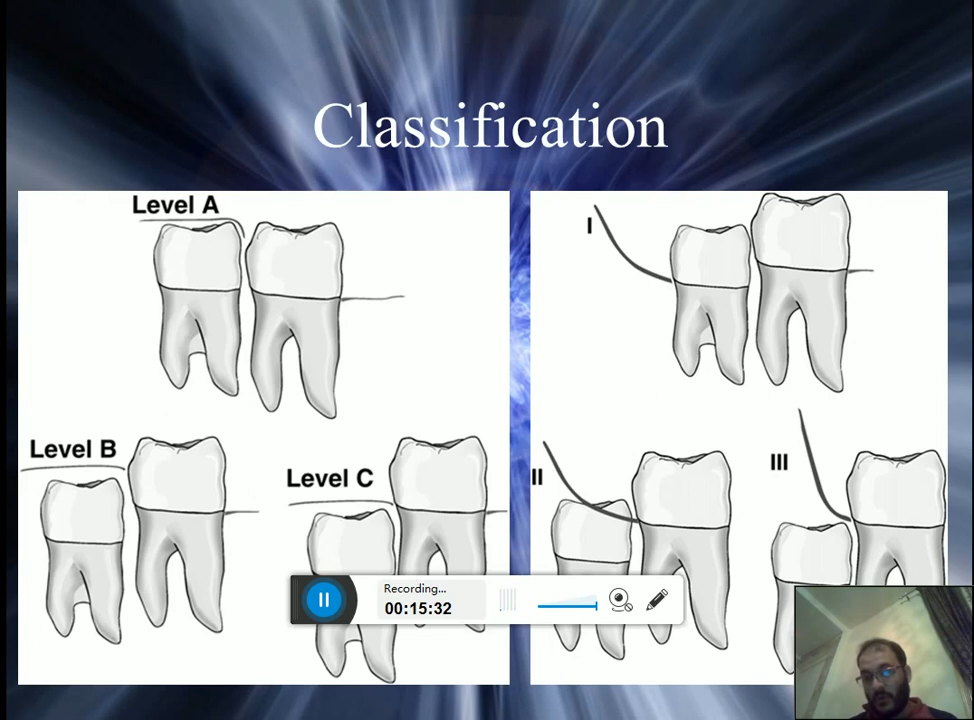 Classification
Level A
Level B
Level C
I
II
III
Recording...
00:15:32